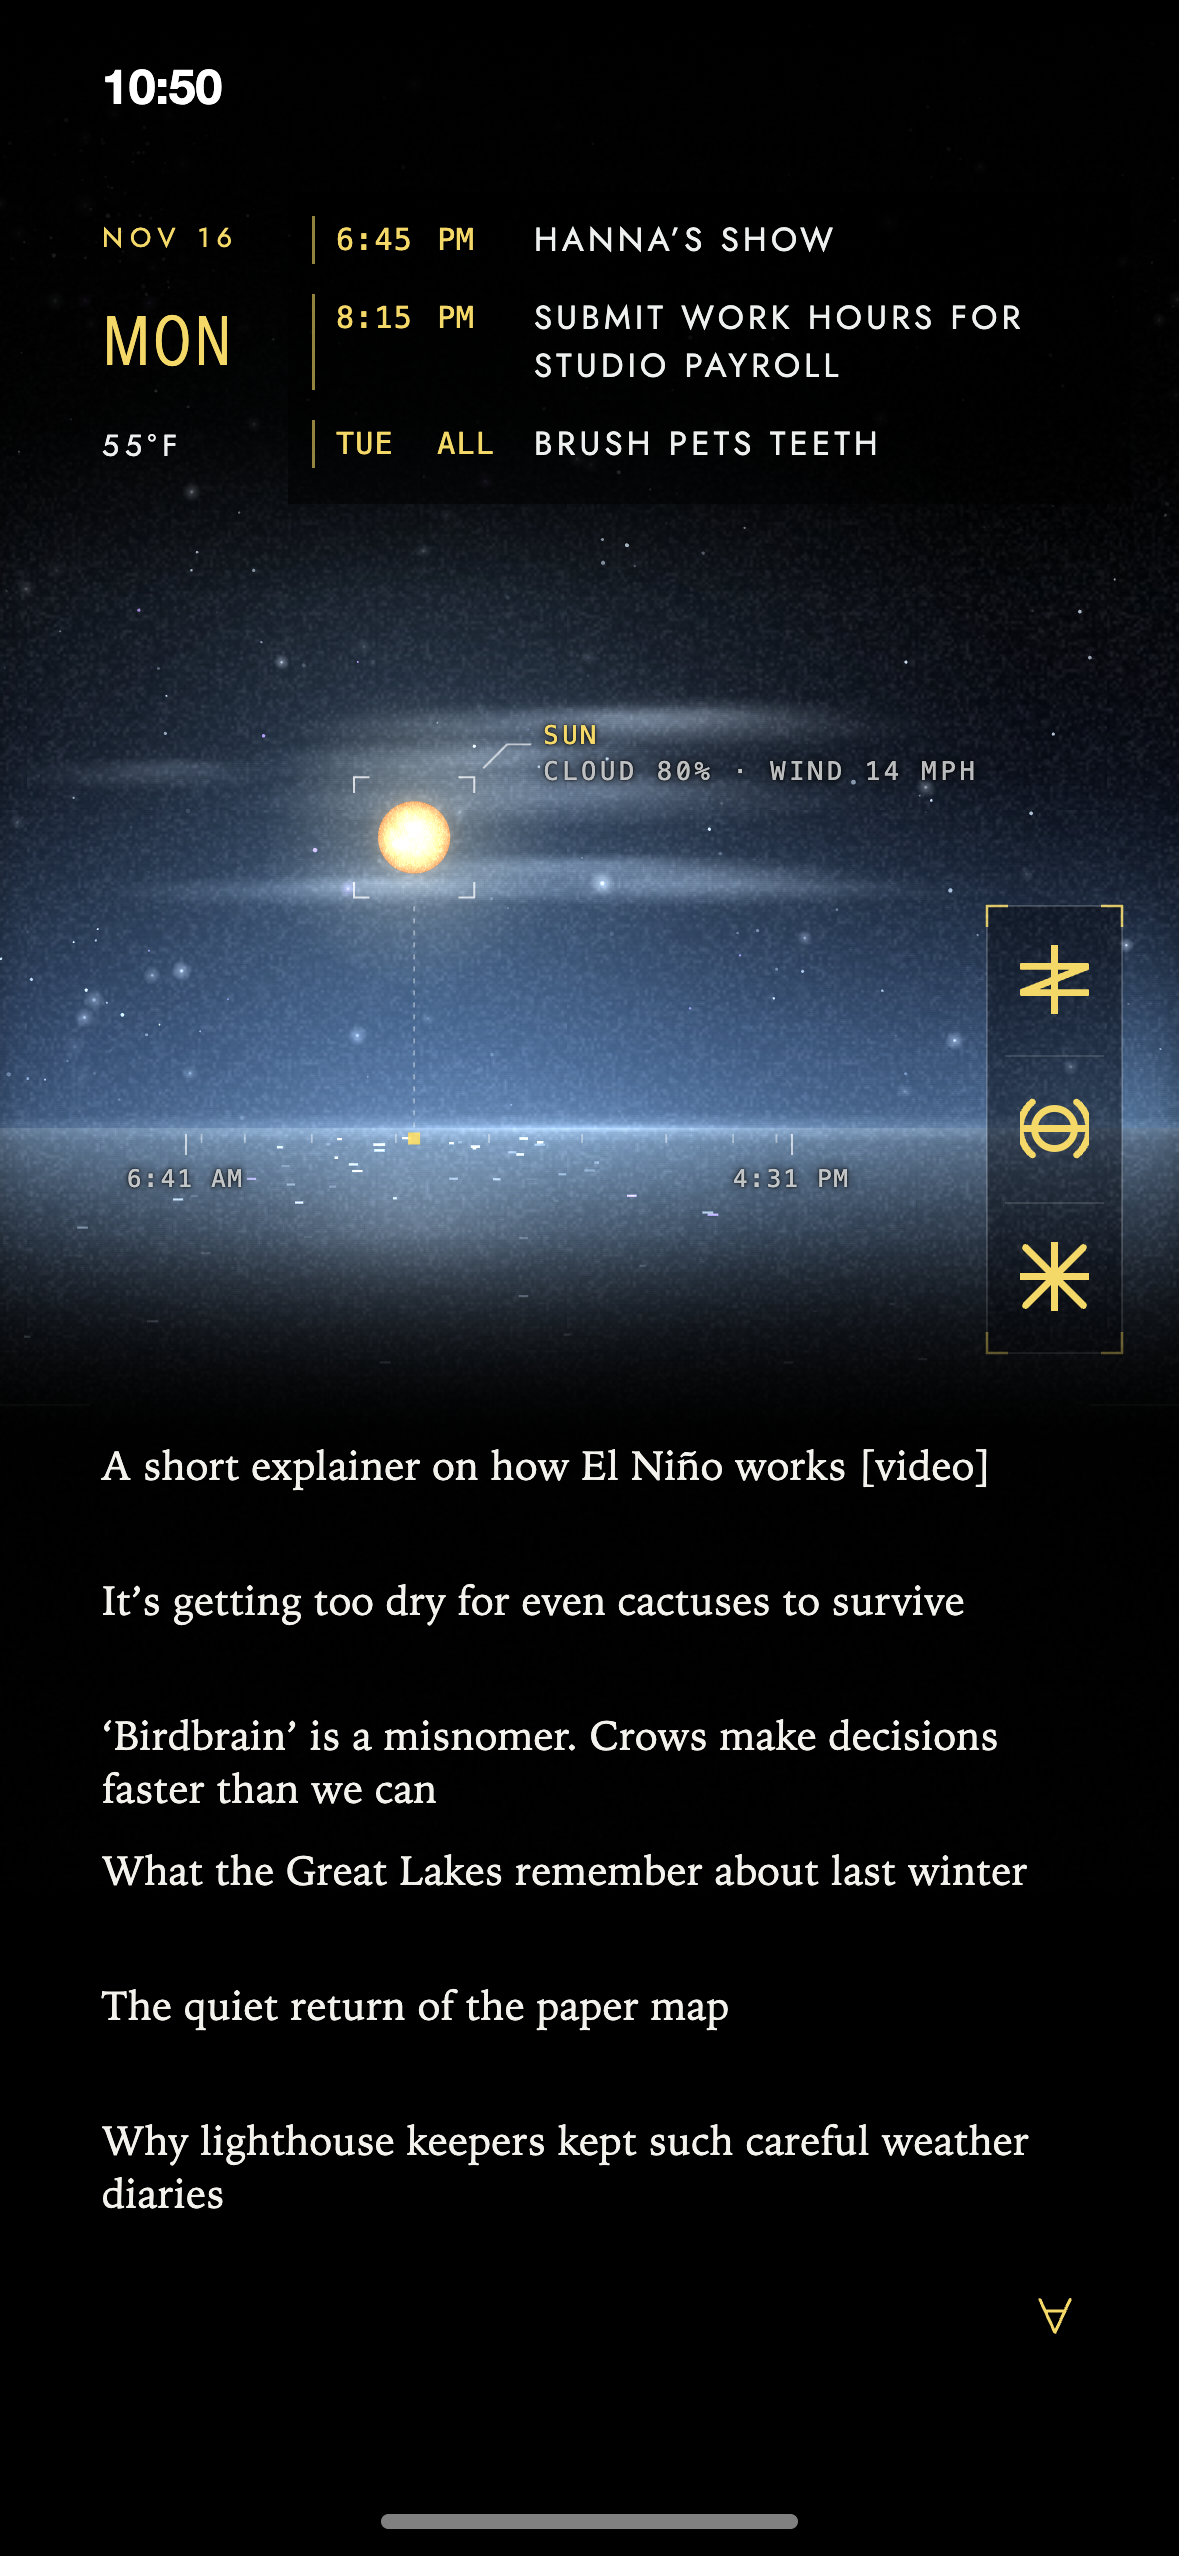 10:50
NOV 16
MON
55°F
6:45 PM HANNA’S SHOW
8:15 PM SUBMIT WORK HOURS FOR
STUDIO PAYROLL
TUE ALL BRUSH PETS TEETH
SUN
CLOUD 80% · WIND 14 MPH
6:41 AM
4:31 PM
A short explainer on how El Niño works [video]
It’s getting too dry for even cactuses to survive
‘Birdbrain’ is a misnomer. Crows make decisions
faster than we can
What the Great Lakes remember about last winter
The quiet return of the paper map
Why lighthouse keepers kept such careful weather
diaries